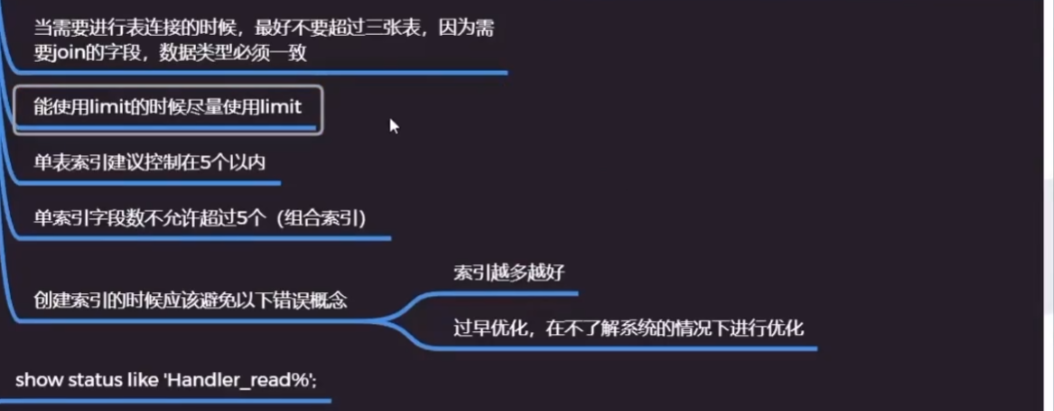 当需要进行表连接的时候，最好不要超过三张表，因为需
要join的字段，数据类型必须一致
能使用limit的时候尽量使用limit
单表索引建议控制在5个以内
单索引字段数不允许超过5个（组合索引）
创建索引的时候应该避免以下错误概念
索引越多越好
过早优化，在不了解系统的情况下进行优化
show status like 'Handler_read%';